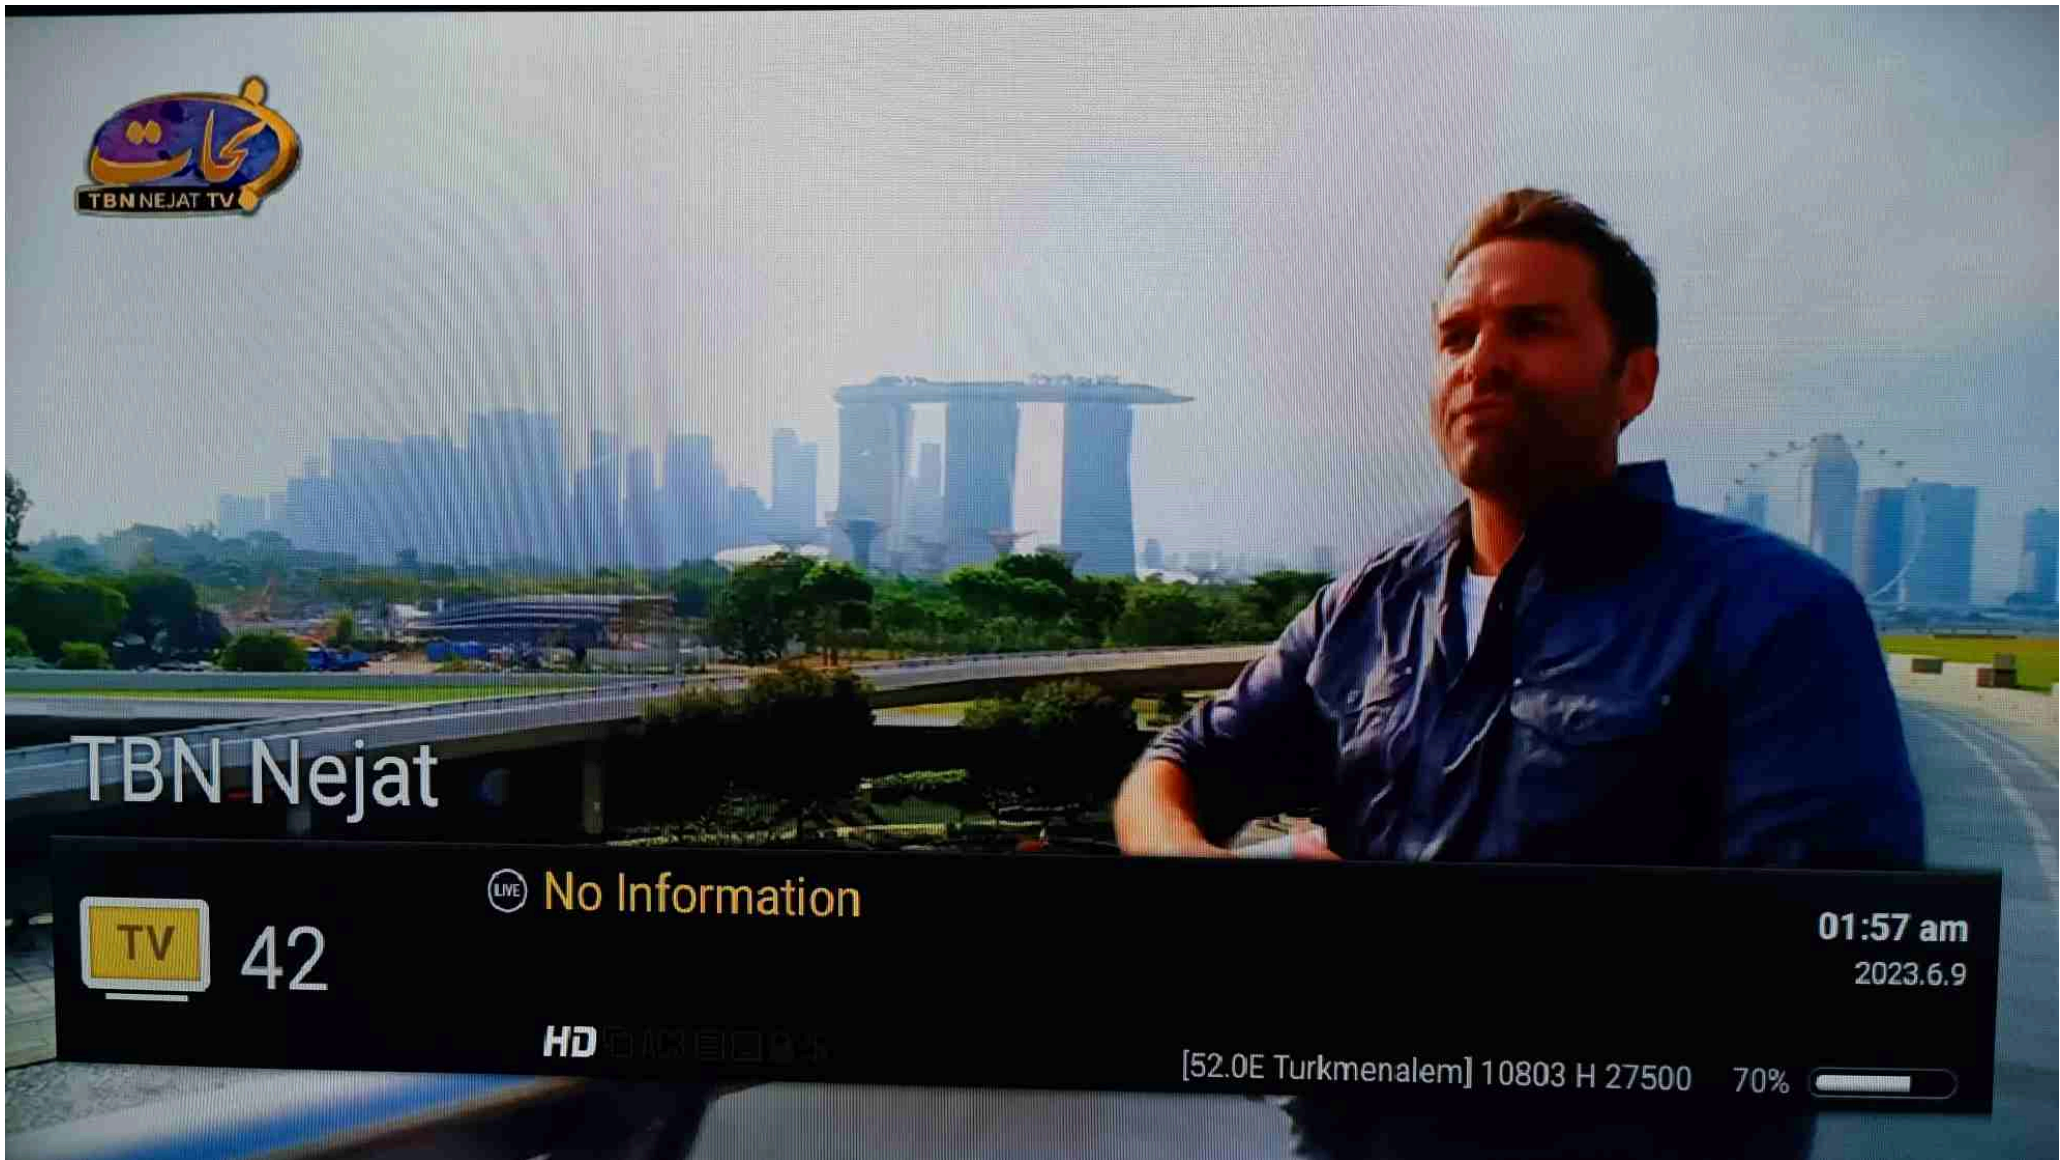 نجات
TBN NEJAT TV
TBN Nejat
TV
42
LIVE
No Information
01:57 am
2023.6.9
HD
[52.0E Turkmenalem] 10803 H 27500
70%